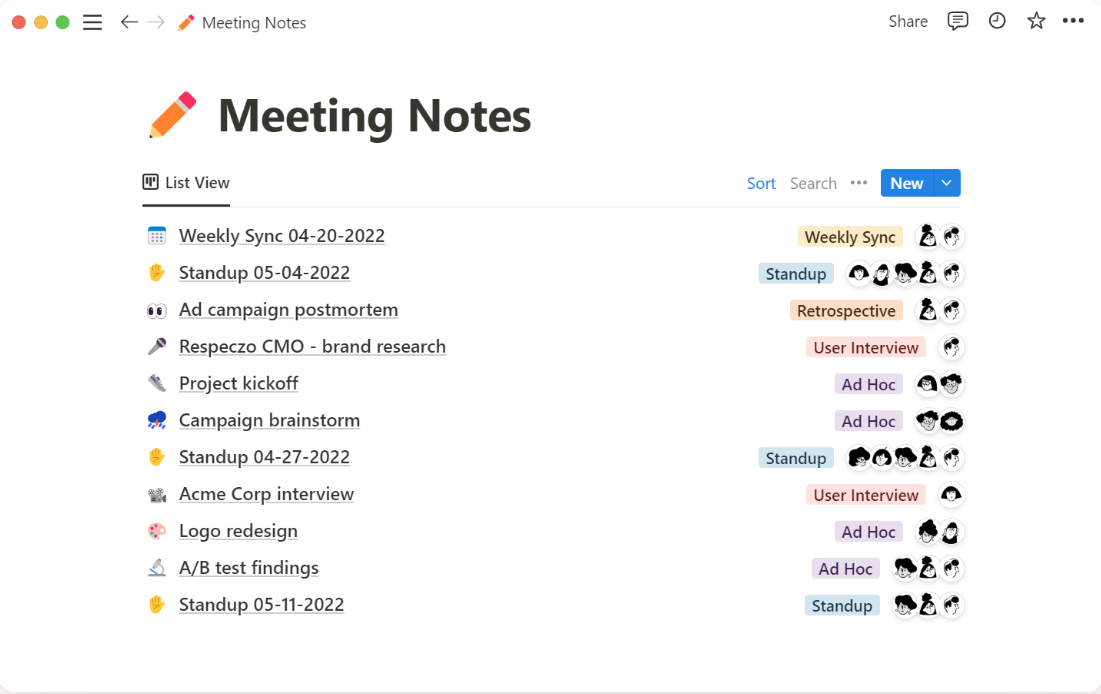 Meeting Notes Share
Meeting Notes
List View Sort Search New
Weekly Sync 04-20-2022 Weekly Sync
Standup 05-04-2022 Standup
Ad campaign postmortem Retrospective
Respeczo CMO - brand research User Interview
Project kickoff Ad Hoc
Campaign brainstorm Ad Hoc
Standup 04-27-2022 Standup
Acme Corp interview User Interview
Logo redesign Ad Hoc
A/B test findings Ad Hoc
Standup 05-11-2022 Standup